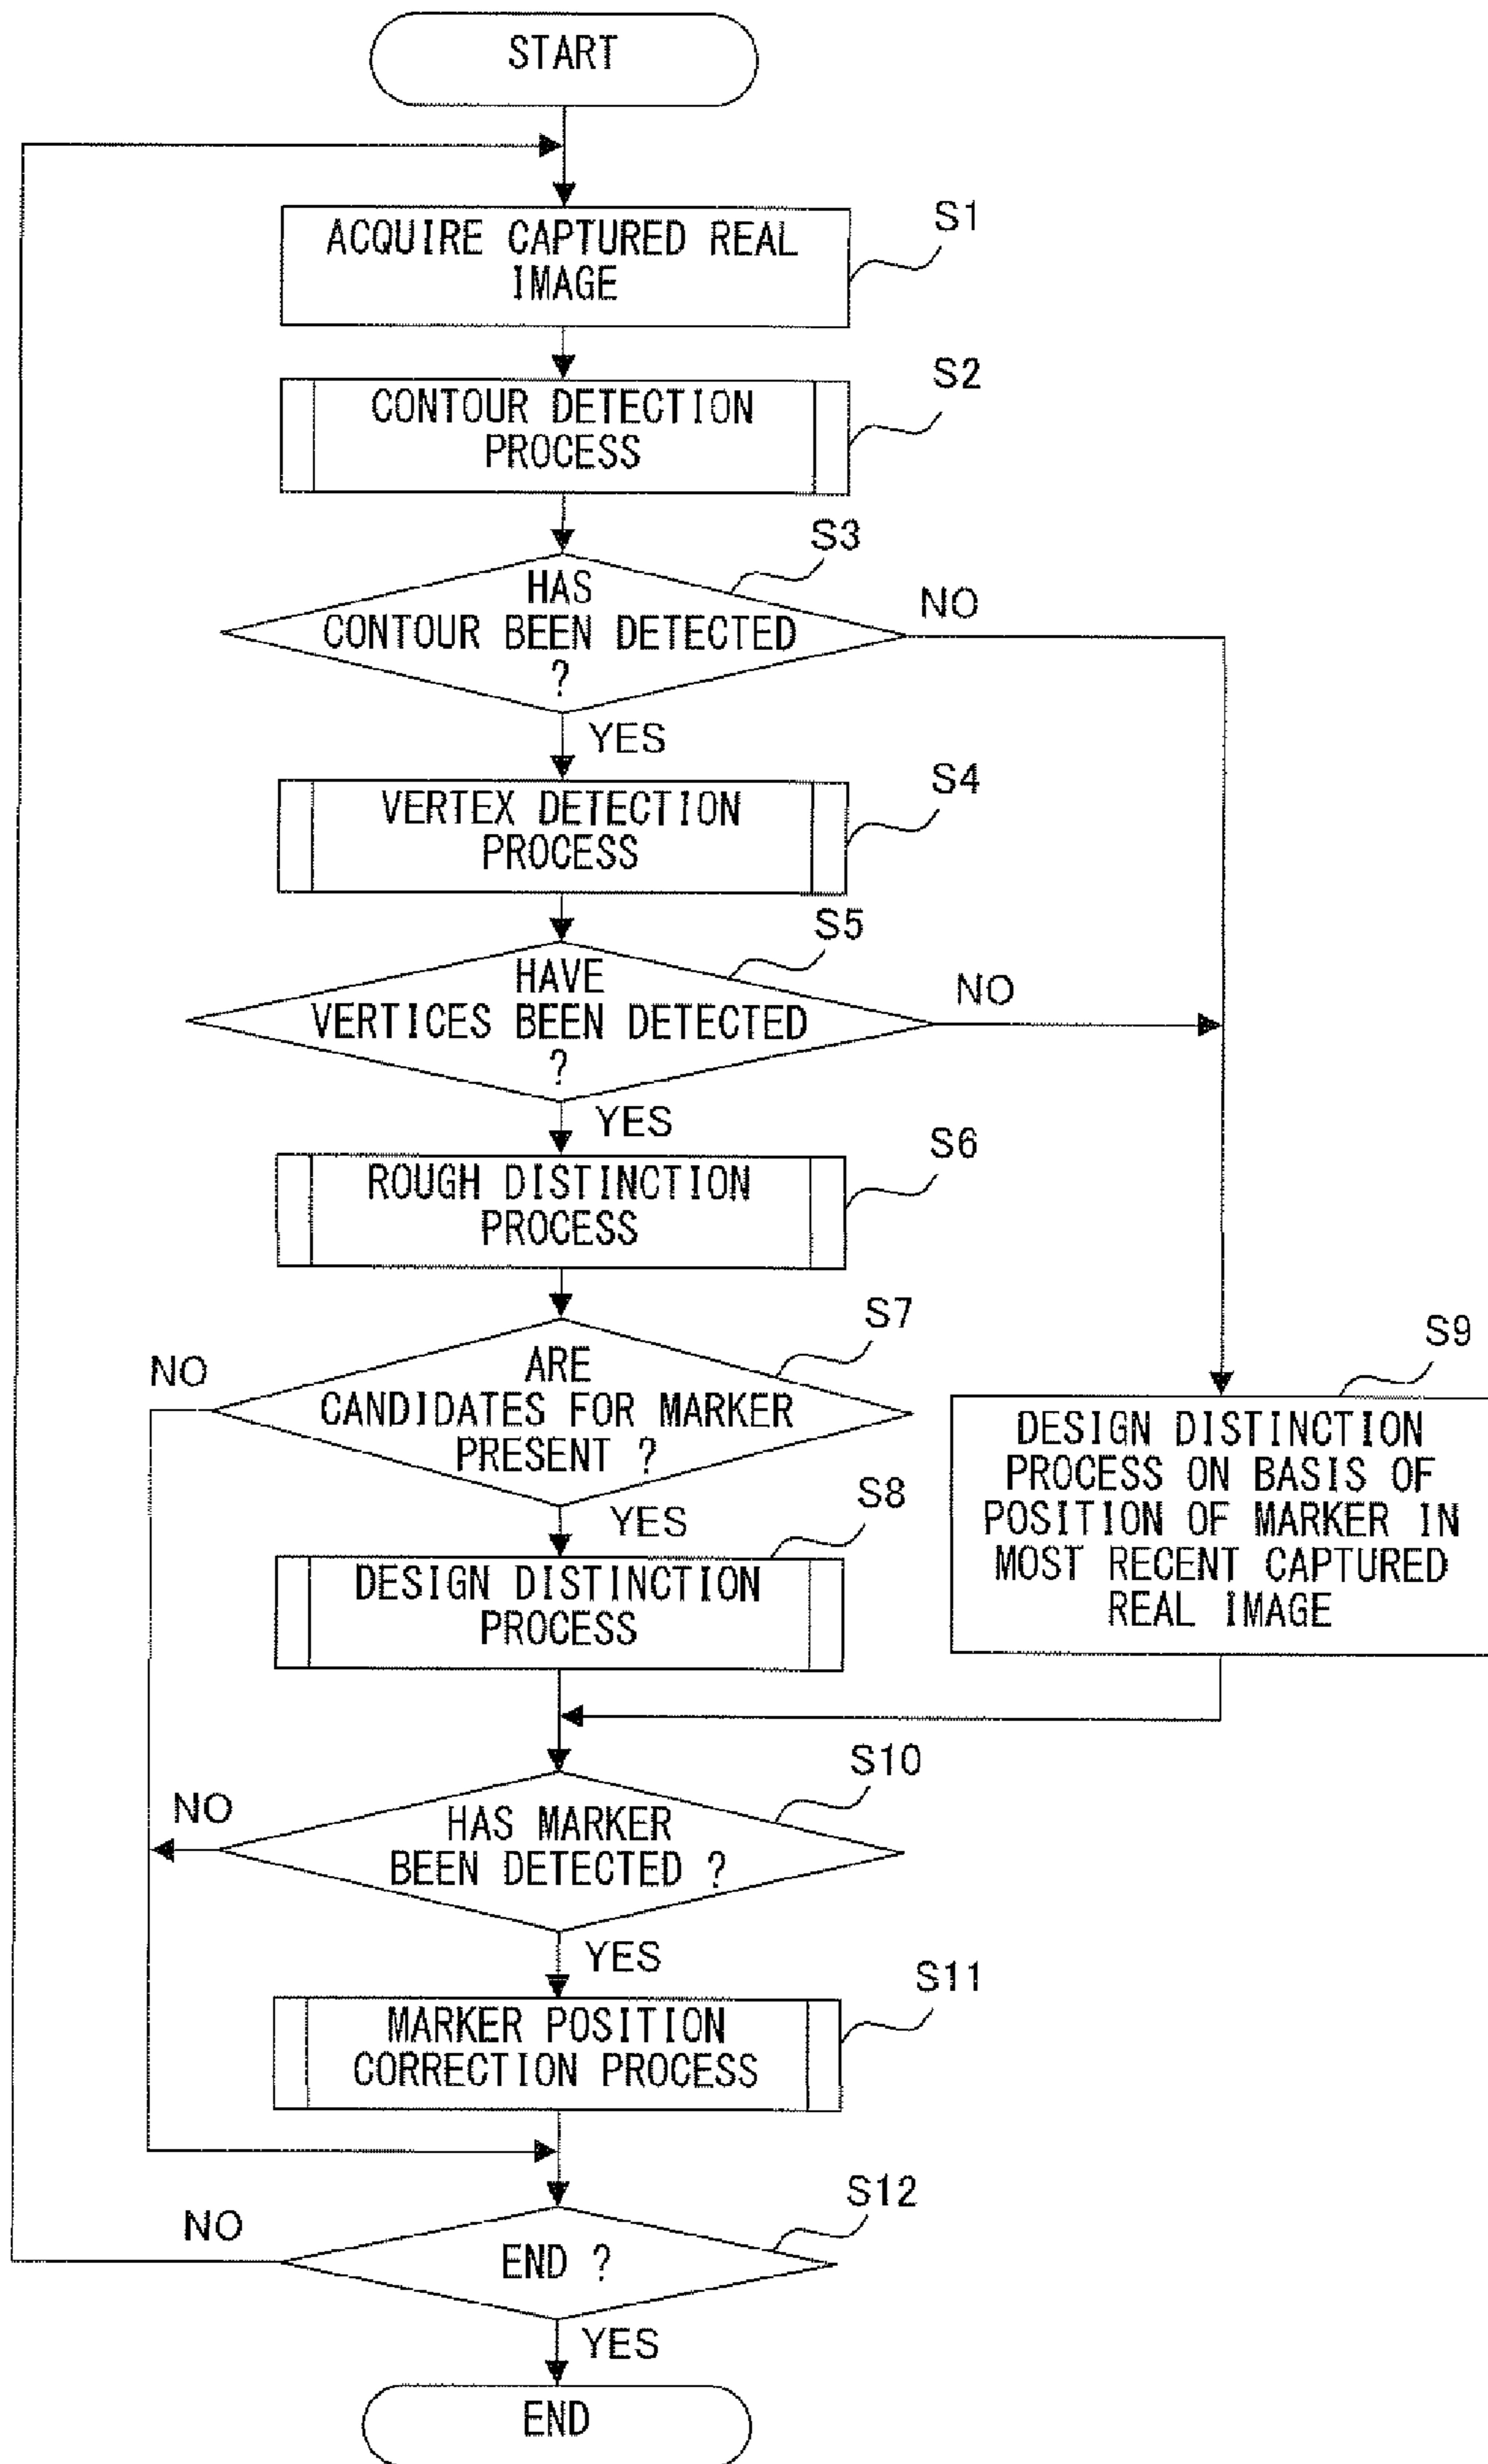 START
ACQUIRE CAPTURED REAL
IMAGE
S1
CONTOUR DETECTION
PROCESS
S2
HAS
CONTOUR BEEN DETECTED
?
S3
NO
YES
VERTEX DETECTION
PROCESS
S4
HAVE
VERTICES BEEN DETECTED
?
S5
NO
YES
ROUGH DISTINCTION
PROCESS
S6
ARE
CANDIDATES FOR MARKER
PRESENT ?
S7
NO
YES
DESIGN DISTINCTION
PROCESS
S8
DESIGN DISTINCTION
PROCESS ON BASIS OF
POSITION OF MARKER IN
MOST RECENT CAPTURED
REAL IMAGE
S9
HAS MARKER
BEEN DETECTED ?
S10
NO
YES
MARKER POSITION
CORRECTION PROCESS
S11
END ?
S12
NO
YES
END